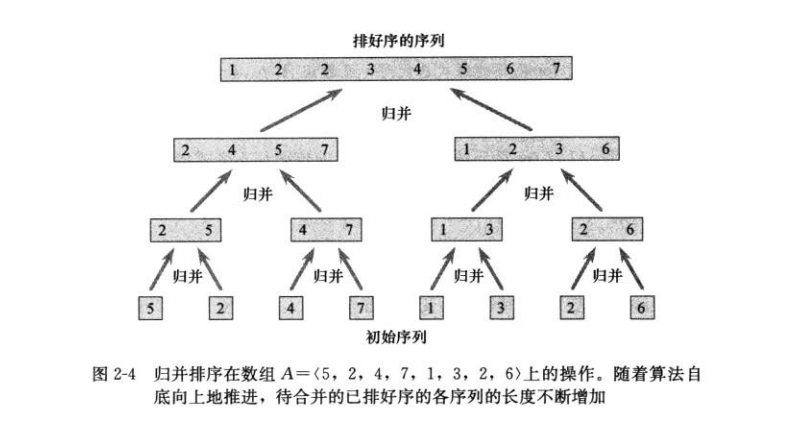 排好序的序列
1 2 2 3 4 5 6 7
归并
2 4 5 7 1 2 3 6
归并 归并
2 5 4 7 1 3 2 6
归并 归并 归并 归并
5 2 4 7 1 3 2 6
初始序列
图 2-4 归并排序在数组 A=〈5，2，4，7，1，3，2，6〉上的操作。随着算法自
底向上地推进，待合并的已排好序的各序列的长度不断增加